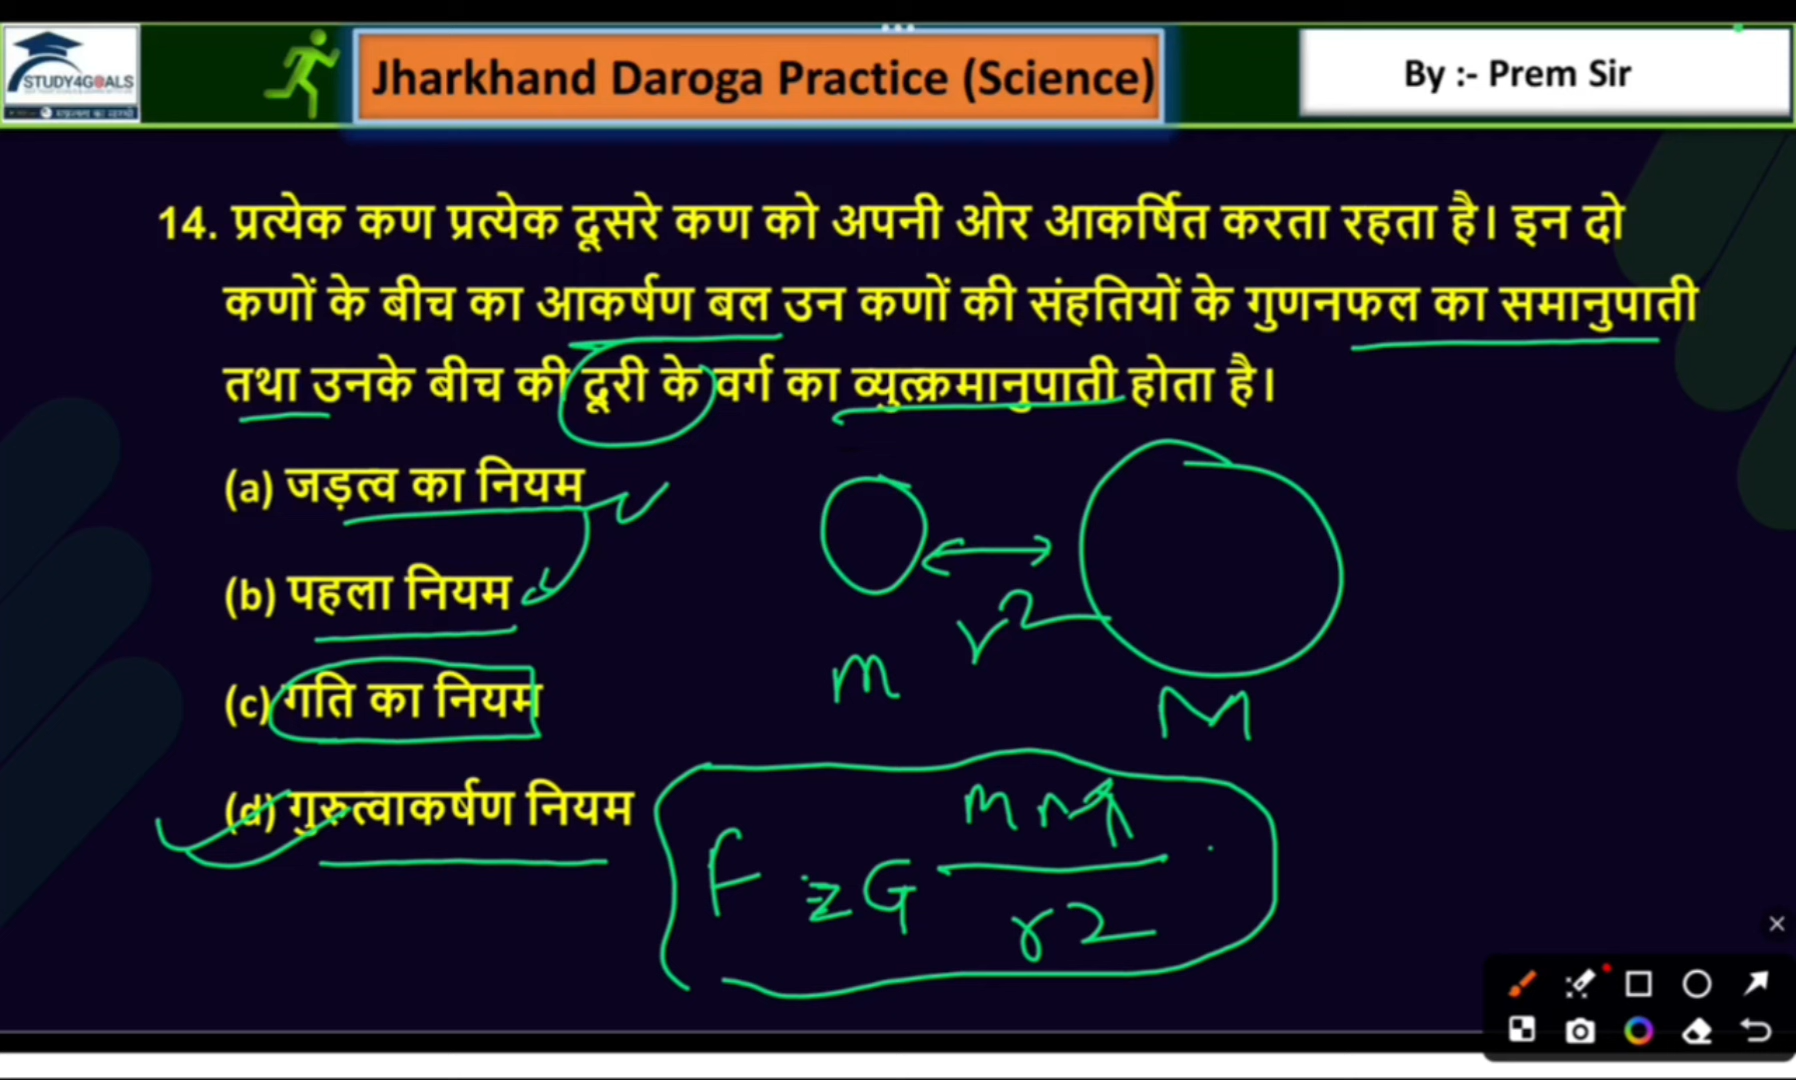 STUDY4GOALS
Jharkhand Daroga Practice (Science)
By :- Prem Sir
14. प्रत्येक कण प्रत्येक दूसरे कण को अपनी ओर आकर्षित करता रहता है। इन दो
कणों के बीच का आकर्षण बल उन कणों की संहतियों के गुणनफल का समानुपाती
तथा उनके बीच की दूरी के वर्ग का व्युत्क्रमानुपाती होता है।
(a) जड़त्व का नियम
(b) पहला नियम
(c) गति का नियम
(d) गुरुत्वाकर्षण नियम
r2
m
M
F = G
r2